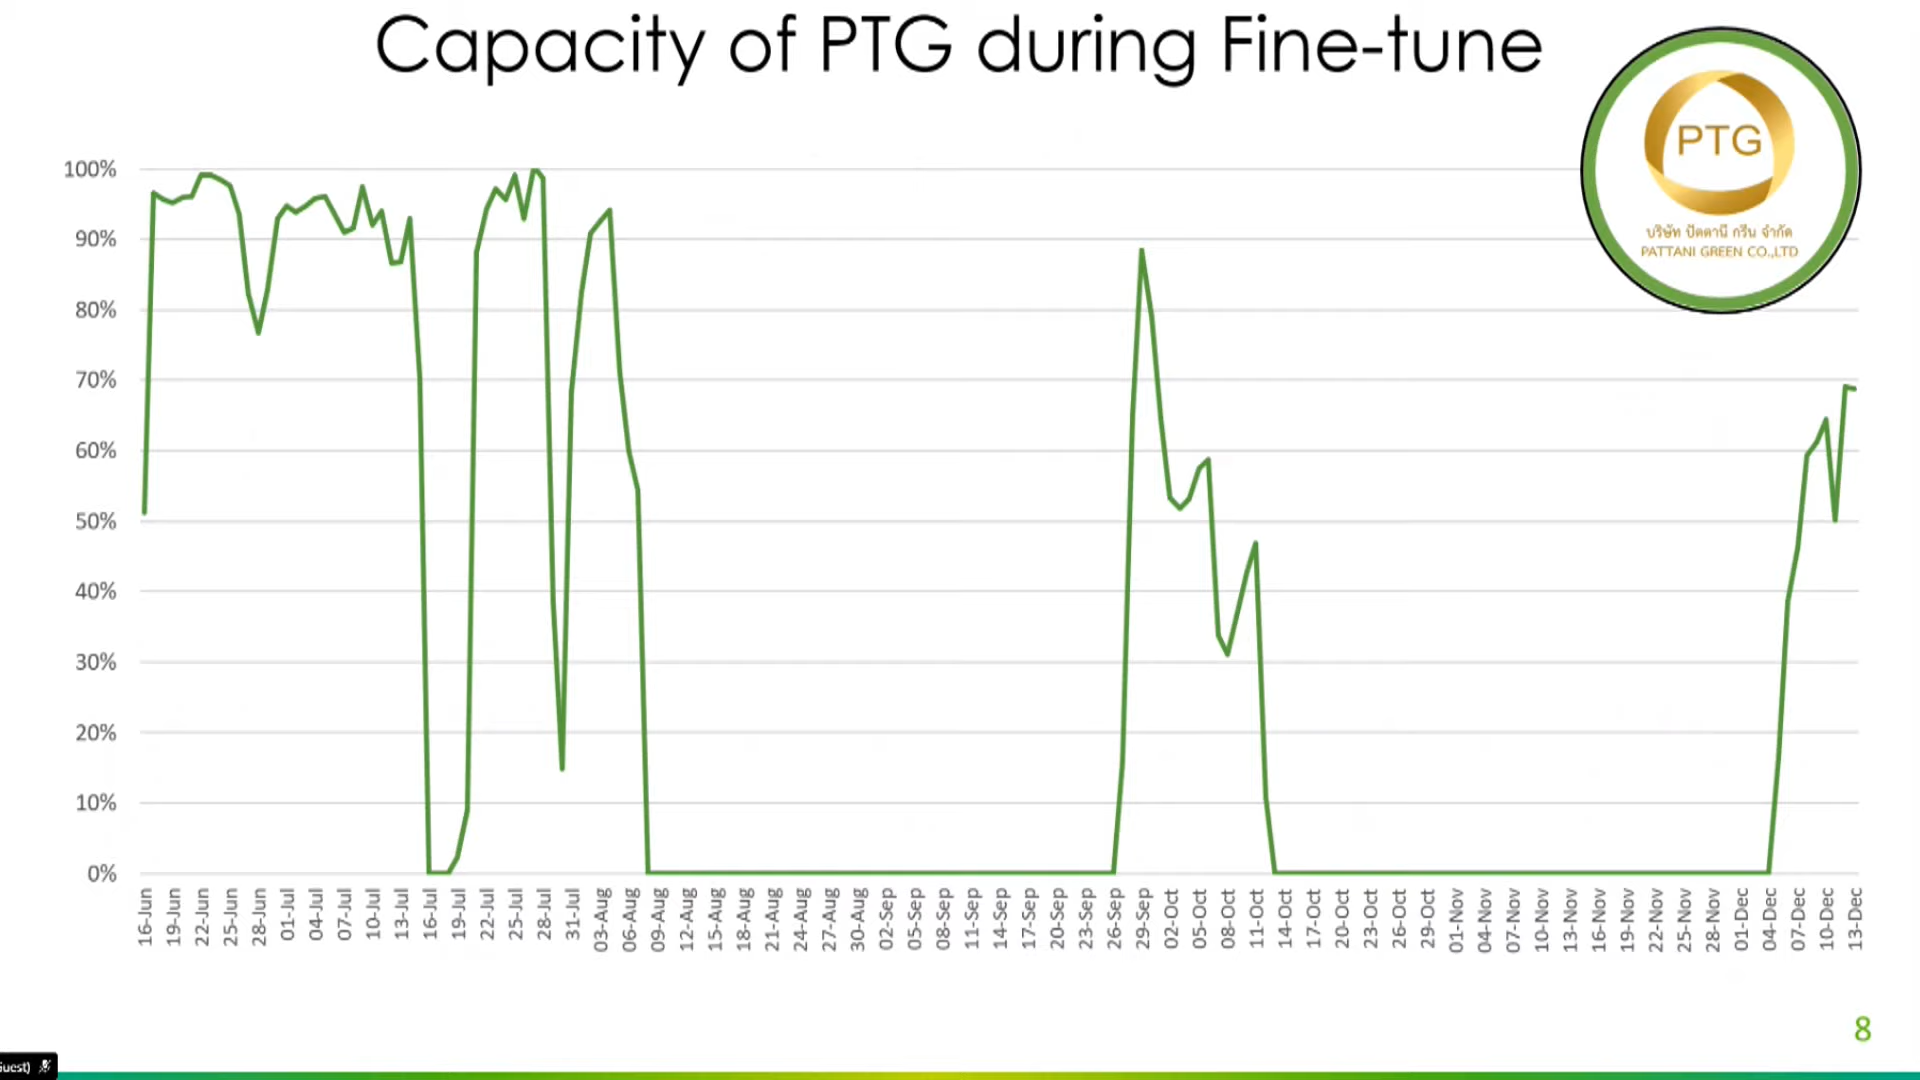 Capacity of PTG during Fine-tune
PTG
บริษัท ปัตตานี กรีน จำกัด
PATTANI GREEN CO.,LTD
100%
90%
80%
70%
60%
50%
40%
30%
20%
10%
0%
16-Jun
19-Jun
22-Jun
25-Jun
28-Jun
01-Jul
04-Jul
07-Jul
10-Jul
13-Jul
16-Jul
19-Jul
22-Jul
25-Jul
28-Jul
31-Jul
03-Aug
06-Aug
09-Aug
12-Aug
15-Aug
18-Aug
21-Aug
24-Aug
27-Aug
30-Aug
02-Sep
05-Sep
08-Sep
11-Sep
14-Sep
17-Sep
20-Sep
23-Sep
26-Sep
29-Sep
02-Oct
05-Oct
08-Oct
11-Oct
14-Oct
17-Oct
20-Oct
23-Oct
26-Oct
29-Oct
01-Nov
04-Nov
07-Nov
10-Nov
13-Nov
16-Nov
19-Nov
22-Nov
25-Nov
28-Nov
01-Dec
04-Dec
07-Dec
10-Dec
13-Dec
8
Guest)